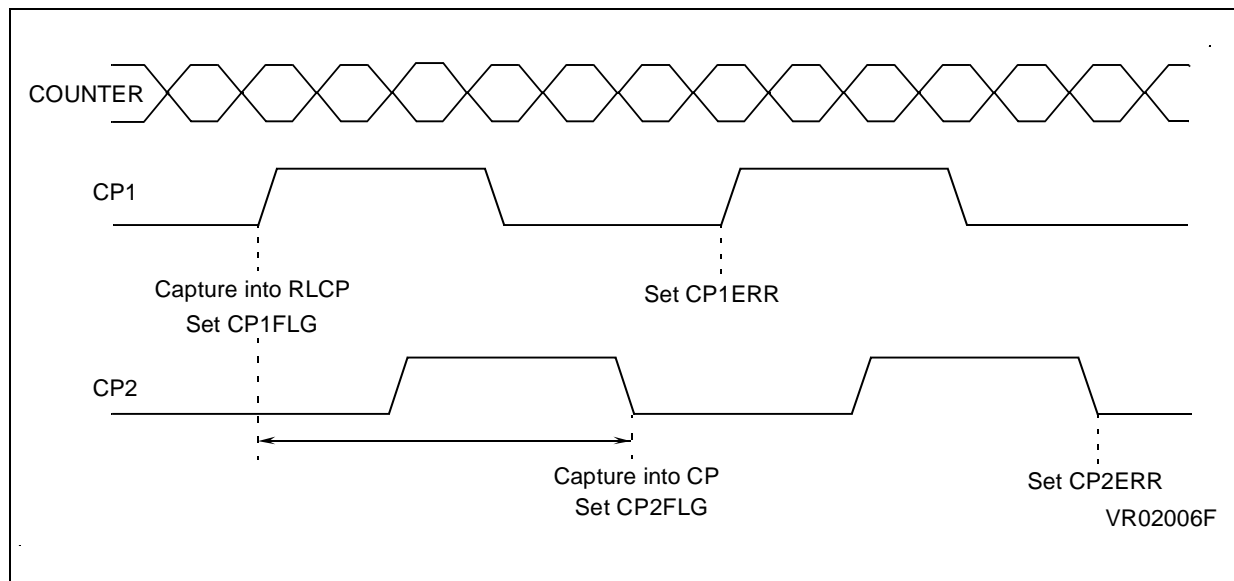 COUNTER
CP1
Capture into RLCP
Set CP1FLG
Set CP1ERR
CP2
Capture into CP
Set CP2FLG
Set CP2ERR
VR02006F